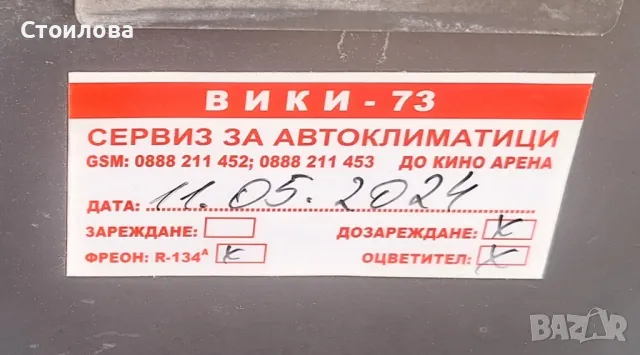 Стоилова
ВИКИ - 73
СЕРВИЗ ЗА АВТОКЛИМАТИЦИ
GSM: 0888 211 452; 0888 211 453 ДО КИНО АРЕНА
ДАТА: 11.05.2024
ЗАРЕЖДАНЕ: ДОЗАРЕЖДАНЕ: X
ФРЕОН: R-134ᴬ X ОЦВЕТИТЕЛ: X
BAZAR